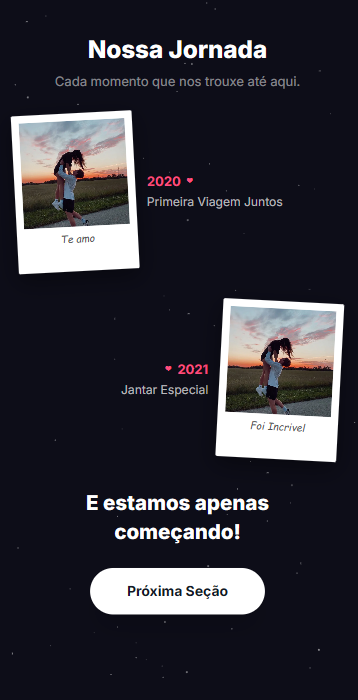 Nossa Jornada
Cada momento que nos trouxe até aqui.
Te amo
2020
Primeira Viagem Juntos
2021
Jantar Especial
Foi Incrivel
E estamos apenas
começando!
Próxima Seção